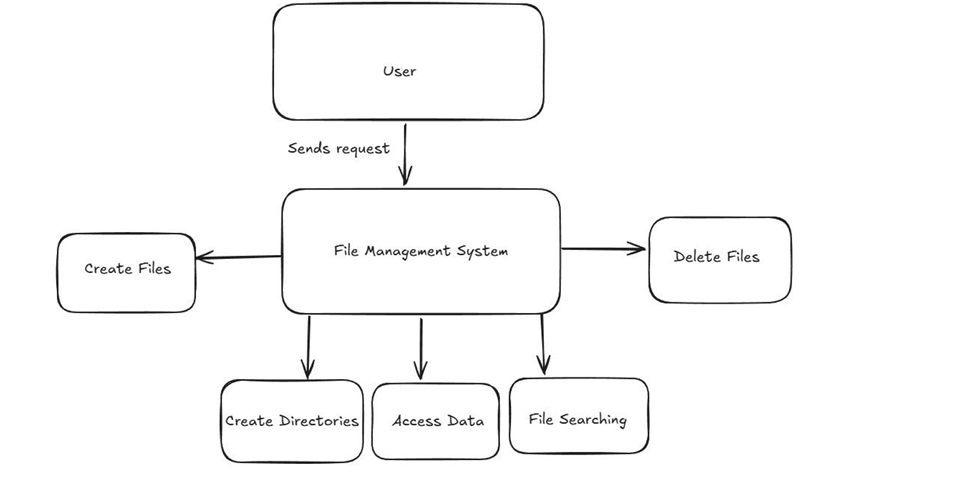 User
Sends request
File Management System
Create Files
Delete Files
Create Directories
Access Data
File Searching